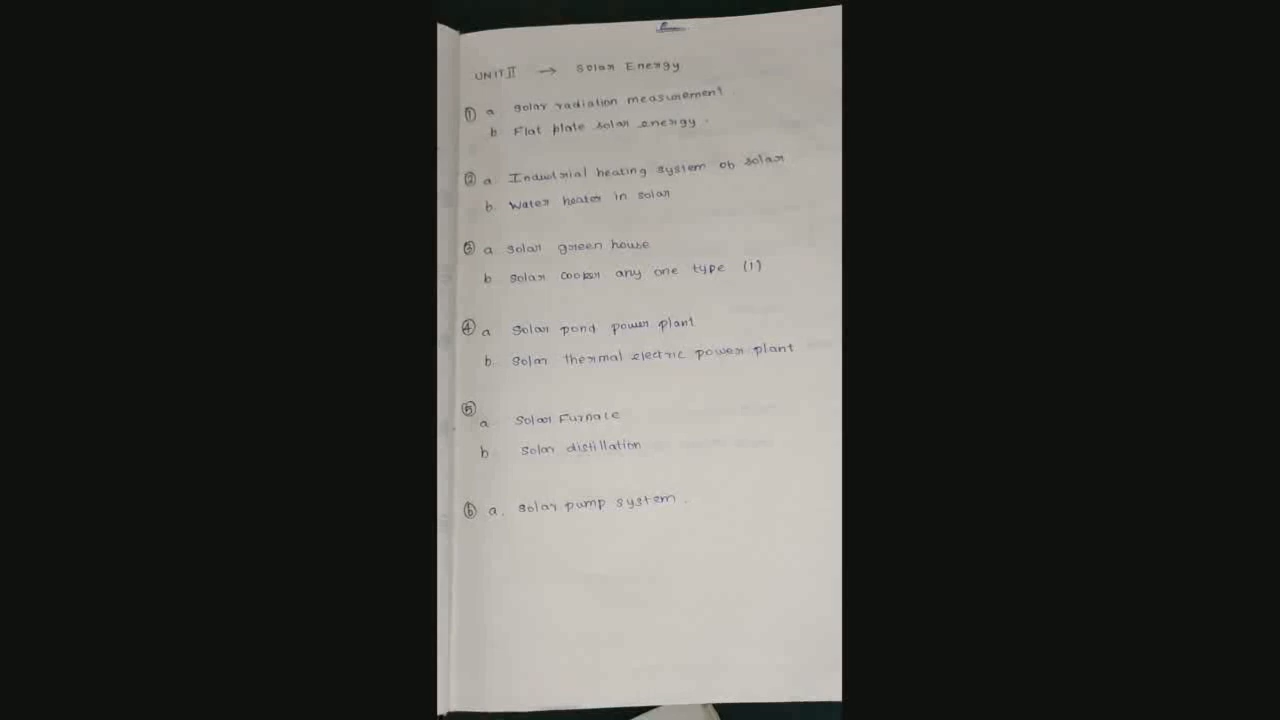 UNIT II → Solar Energy
① a solar radiation measurement
b Flat plate solar energy.
② a. Industrial heating system of solar
b. Water heater in solar
③ a solar green house
b solar cooker any one type (1)
④ a Solar pond power plant
b. Solar thermal electric power plant
⑤
a Solar Furnace
b Solar distillation
⑥ a. solar pump system.